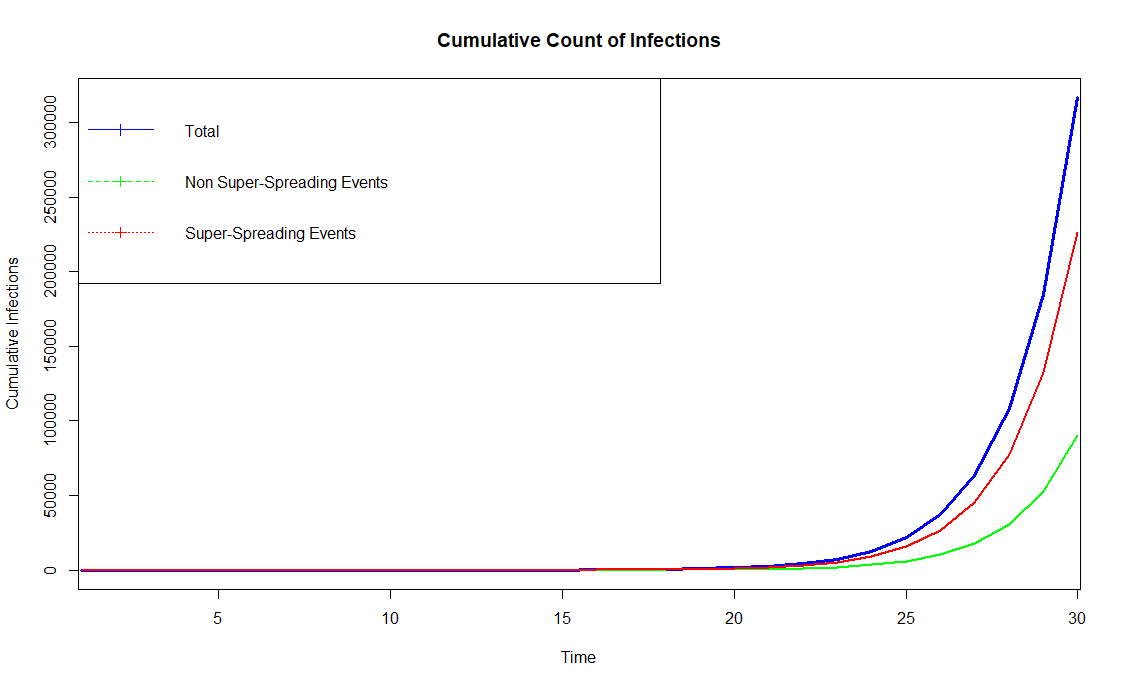 Cumulative Count of Infections
Total
Non Super-Spreading Events
Super-Spreading Events
Cumulative Infections
300000
250000
200000
150000
100000
50000
0
5 10 15 20 25 30
Time